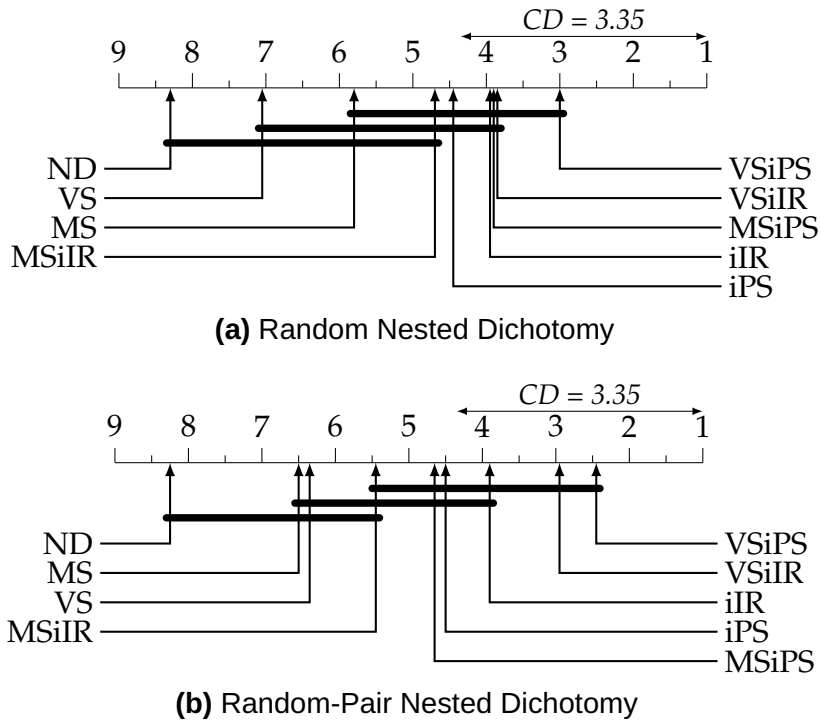 CD = 3.35
9 8 7 6 5 4 3 2 1
ND VSiPS
VS VSiIR
MS MSiPS
MSiIR iIR
iPS
(a) Random Nested Dichotomy
CD = 3.35
9 8 7 6 5 4 3 2 1
ND VSiPS
MS VSiIR
VS iIR
MSiIR iPS
MSiPS
(b) Random-Pair Nested Dichotomy